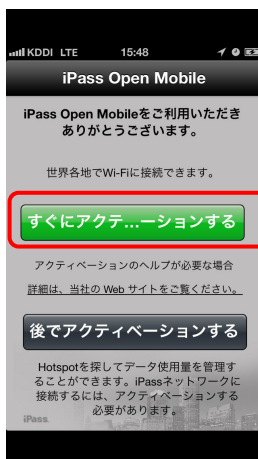 KDDI LTE 15:48
iPass Open Mobile
iPass Open Mobileをご利用いただき
ありがとうございます。
世界各地でWi-Fiに接続できます。
すぐにアクテ...ーションする
アクティベーションのヘルプが必要な場合
詳細は、当社の Web サイトをご覧ください。
後でアクティベーションする
Hotspotを探してデータ使用量を管理す
ることができます。iPassネットワークに
接続するには、アクティベーションする
必要があります。
iPass